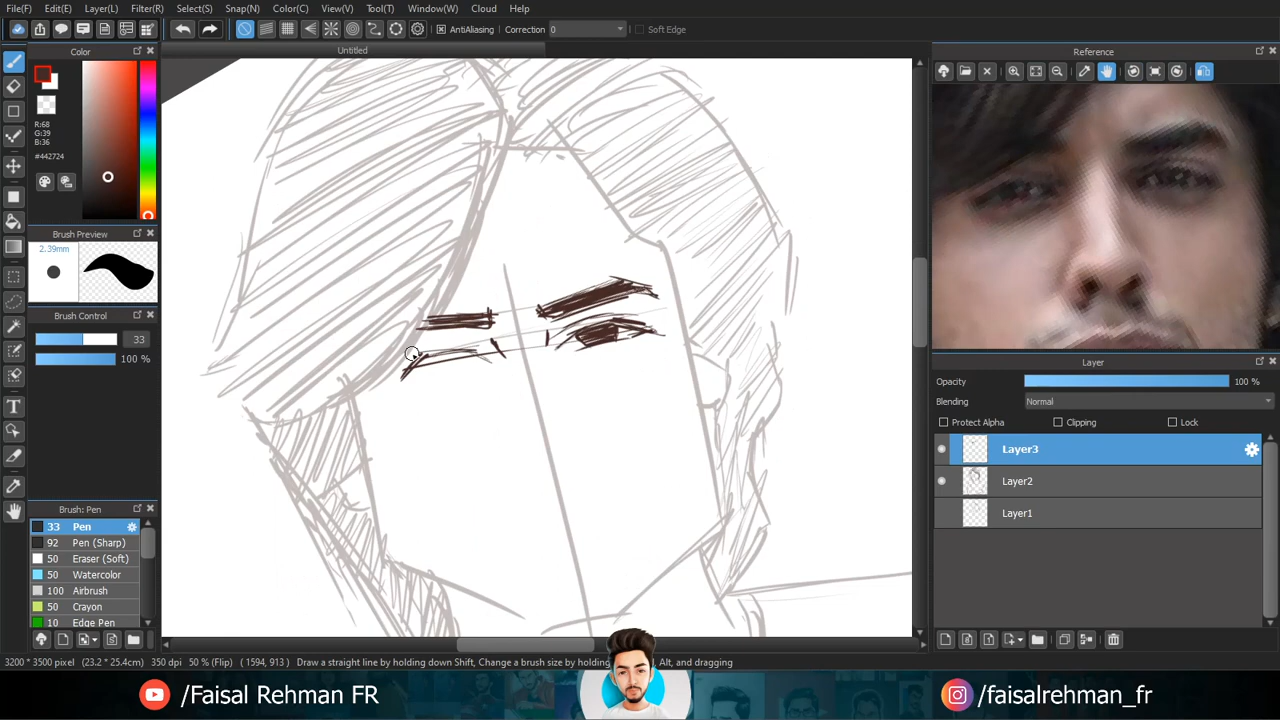 File(F) Edit(E) Layer(L) Filter(R) Select(S) Snap(N) Color(C) View(V) Tool(T) Window(W) Cloud Help
AntiAliasing Correction 0 Soft Edge
Color
R:68
G:39
B:36
#442724
Brush Preview
2.39mm
Brush Control
33
100 %
Brush: Pen
33 Pen
92 Pen (Sharp)
50 Eraser (Soft)
50 Watercolor
100 Airbrush
50 Crayon
10 Edge Pen
Untitled
Reference
Layer
Opacity 100 %
Blending Normal
Protect Alpha Clipping Lock
Layer3
Layer2
Layer1
3200 * 3500 pixel (23.2 * 25.4cm) 350 dpi 50 % (Flip) ( 1594, 913 ) Draw a straight line by holding down Shift, Change a brush size by holding Alt, and dragging
/Faisal Rehman FR
/faisalrehman_fr